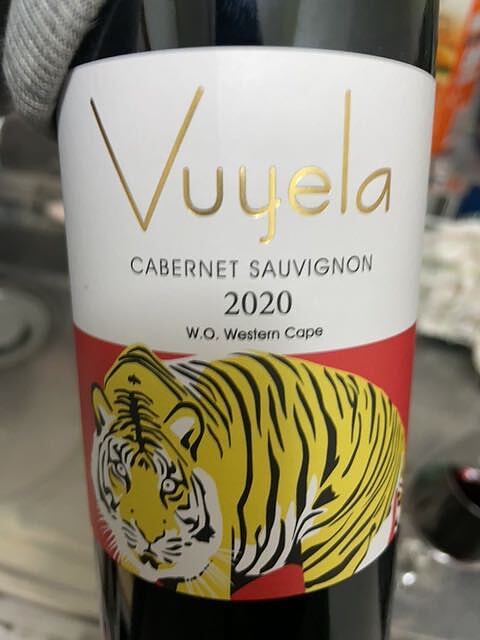 Vuyela
CABERNET SAUVIGNON
2020
W.O. Western Cape